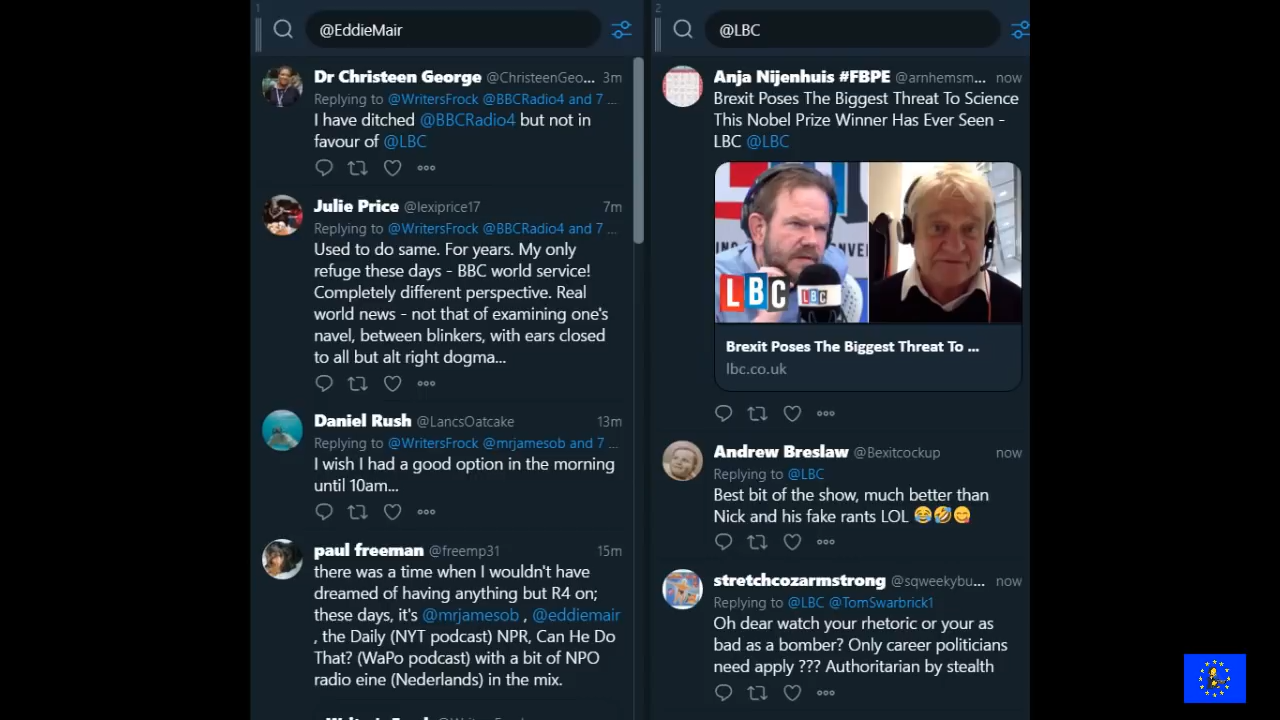 1
@EddieMair
Dr Christeen George @ChristeenGeo... 3m
Replying to @WritersFrock @BBCRadio4 and 7 ...
I have ditched @BBCRadio4 but not in
favour of @LBC
Julie Price @lexiprice17 7m
Replying to @WritersFrock @BBCRadio4 and 7 ...
Used to do same. For years. My only
refuge these days - BBC world service!
Completely different perspective. Real
world news - not that of examining one's
navel, between blinkers, with ears closed
to all but alt right dogma...
Daniel Rush @LancsOatcake 13m
Replying to @WritersFrock @mrjamesob and 7 ...
I wish I had a good option in the morning
until 10am...
paul freeman @freemp31 15m
there was a time when I wouldn't have
dreamed of having anything but R4 on;
these days, it's @mrjamesob , @eddiemair
, the Daily (NYT podcast) NPR, Can He Do
That? (WaPo podcast) with a bit of NPO
radio eine (Nederlands) in the mix.
2
@LBC
Anja Nijenhuis #FBPE @arnhemsm... now
Brexit Poses The Biggest Threat To Science
This Nobel Prize Winner Has Ever Seen -
LBC @LBC
LBC
LBC
Brexit Poses The Biggest Threat To ...
lbc.co.uk
Andrew Breslaw @Bexitcockup now
Replying to @LBC
Best bit of the show, much better than
Nick and his fake rants LOL 😂🤣😋
stretchcozarmstrong @sqweekybu... now
Replying to @LBC @TomSwarbrick1
Oh dear watch your rhetoric or your as
bad as a bomber? Only career politicians
need apply ??? Authoritarian by stealth